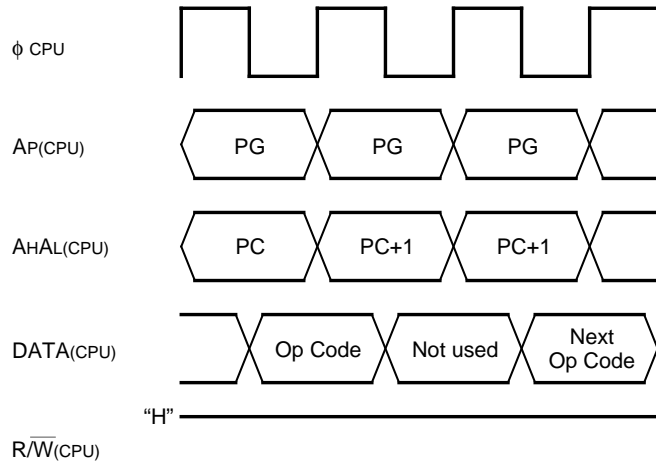 ϕ CPU
AP(CPU) PG PG PG
AHAL(CPU) PC PC+1 PC+1
DATA(CPU) Op Code Not used Next Op Code
“H”
R/W̅(CPU)